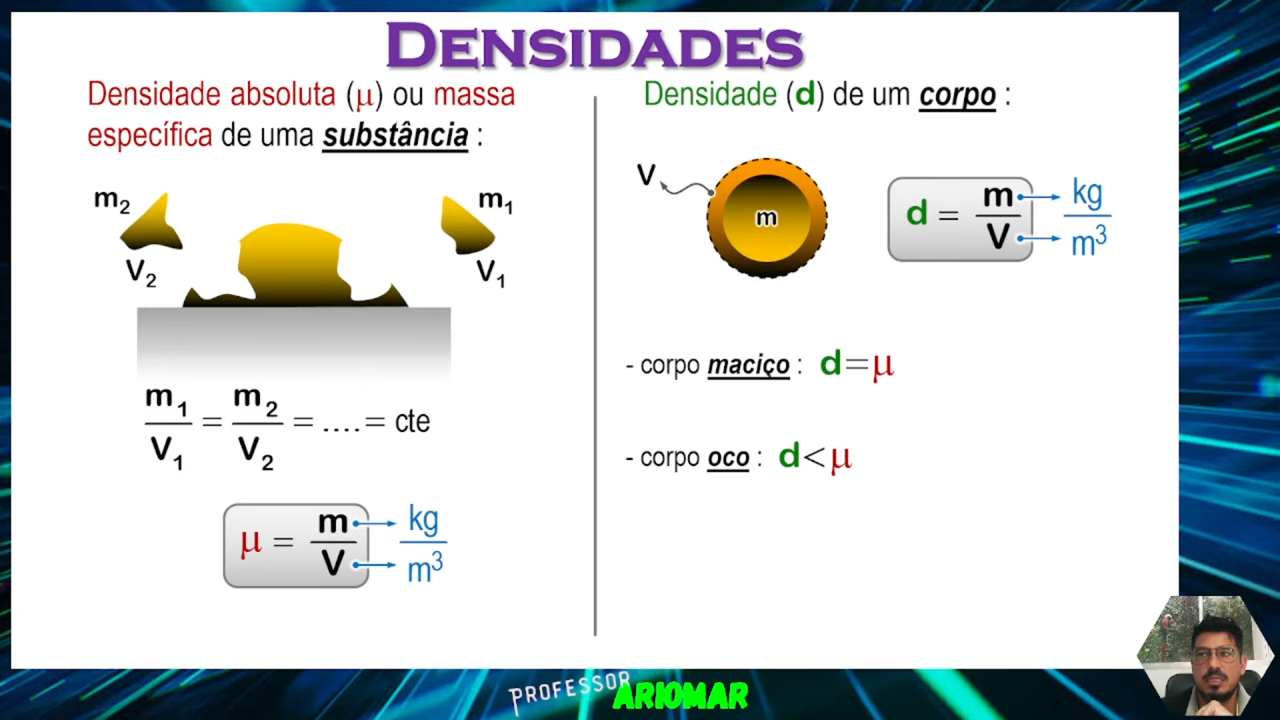 DENSIDADES
Densidade absoluta (μ) ou massa
específica de uma substância :
m₂
V₂
m₁
V₁
m₁/V₁ = m₂/V₂ = .... = cte
μ = m/V
kg/m³
Densidade (d) de um corpo :
V
m
d = m/V
kg/m³
- corpo maciço : d=μ
- corpo oco : d<μ
PROFESSOR ARIOMAR